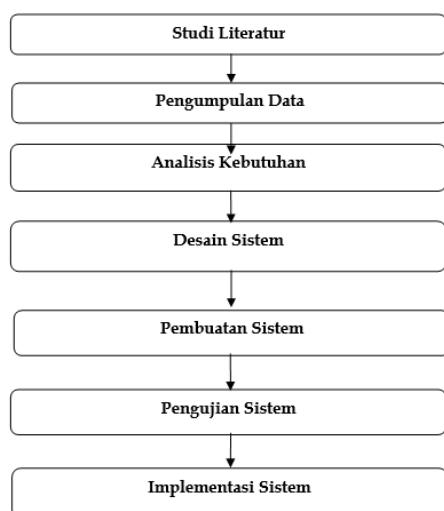 Studi Literatur
Pengumpulan Data
Analisis Kebutuhan
Desain Sistem
Pembuatan Sistem
Pengujian Sistem
Implementasi Sistem